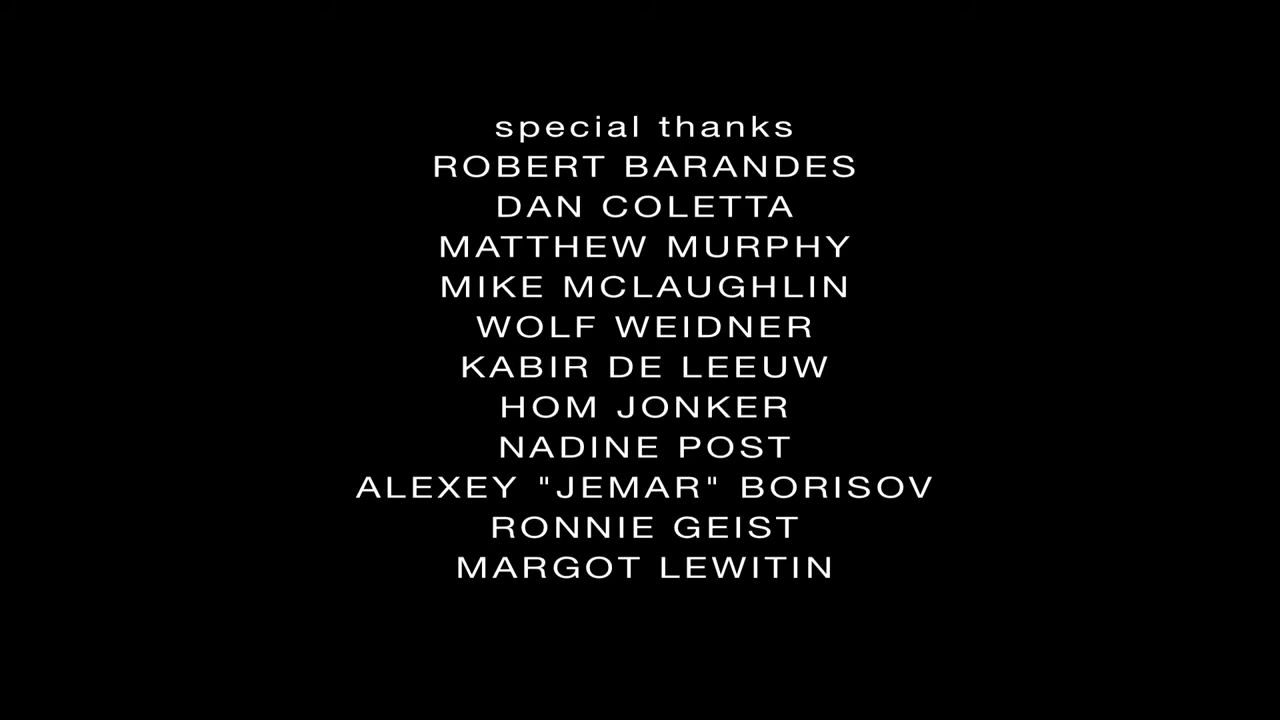 special thanks
ROBERT BARANDES
DAN COLETTA
MATTHEW MURPHY
MIKE MCLAUGHLIN
WOLF WEIDNER
KABIR DE LEEUW
HOM JONKER
NADINE POST
ALEXEY "JEMAR" BORISOV
RONNIE GEIST
MARGOT LEWITIN